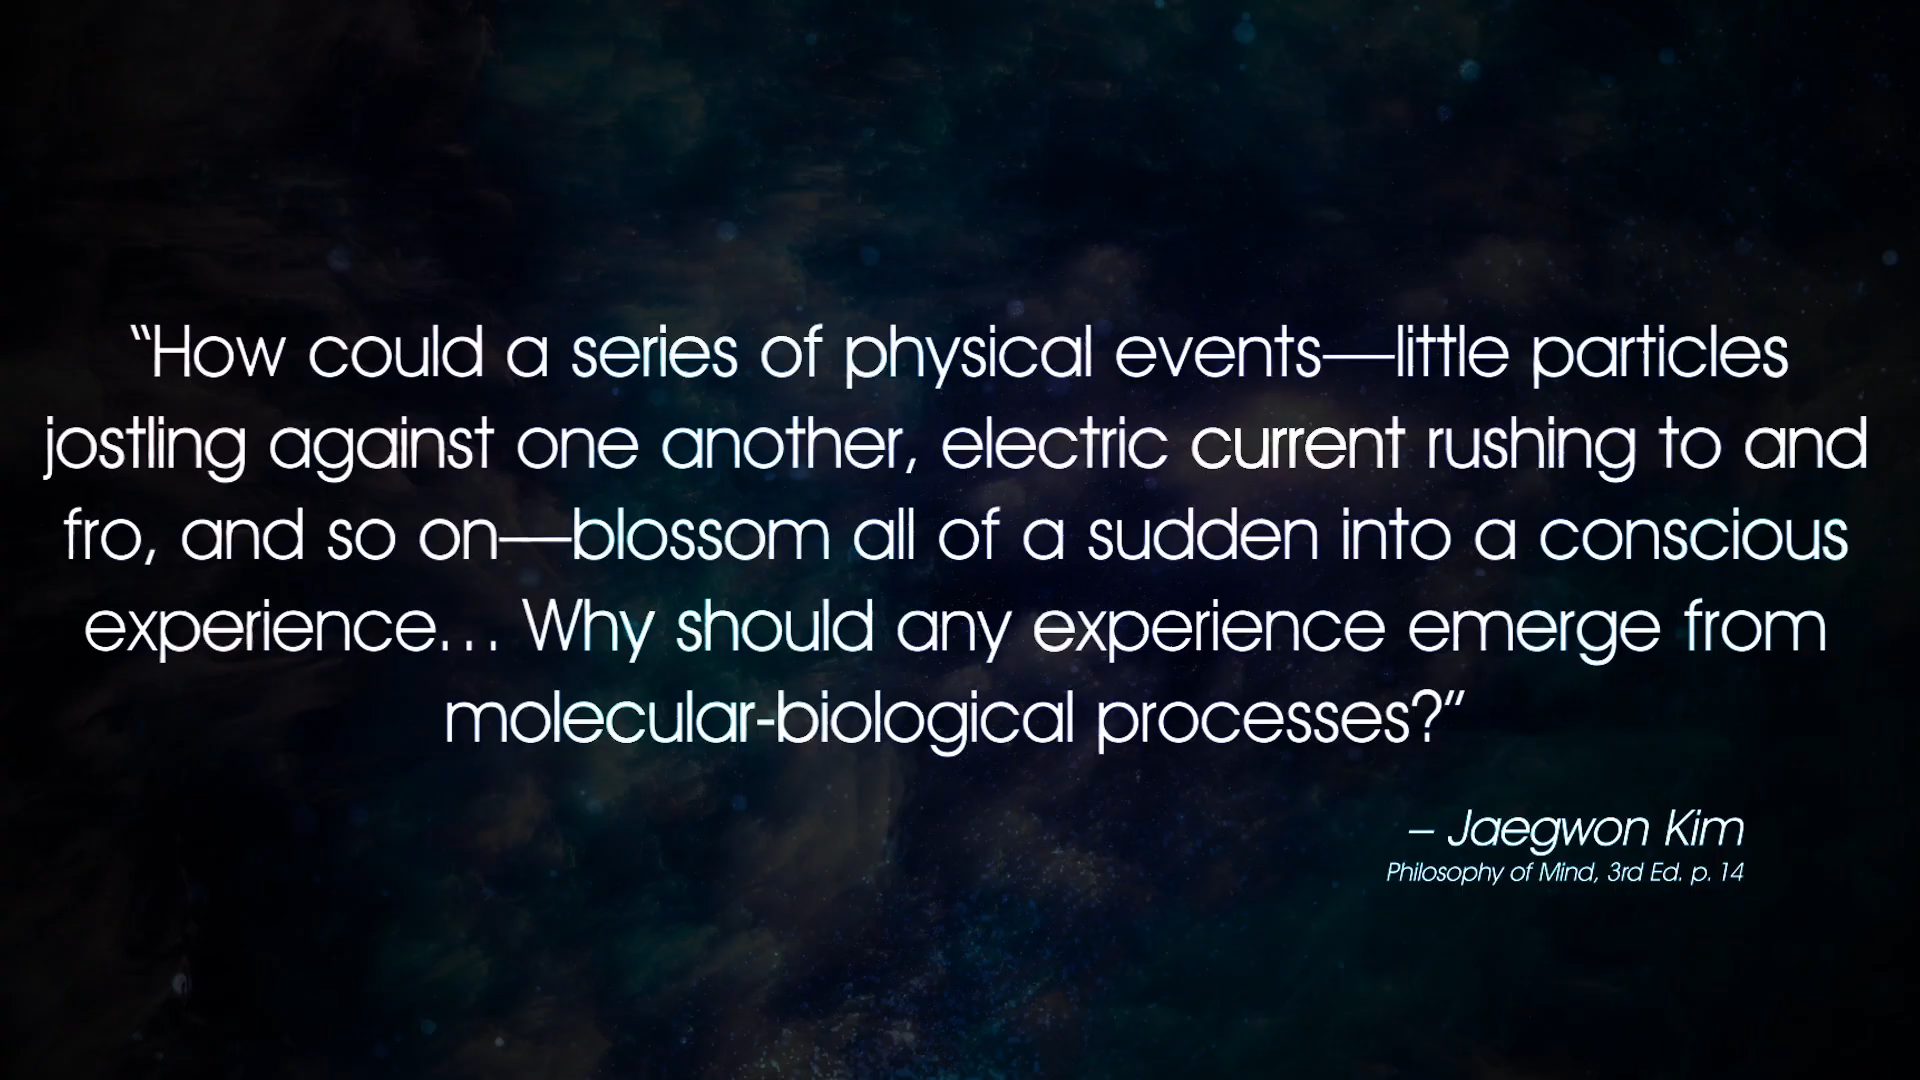 “How could a series of physical events—little particles
jostling against one another, electric current rushing to and
fro, and so on—blossom all of a sudden into a conscious
experience… Why should any experience emerge from
molecular-biological processes?”
– Jaegwon Kim
Philosophy of Mind, 3rd Ed. p. 14